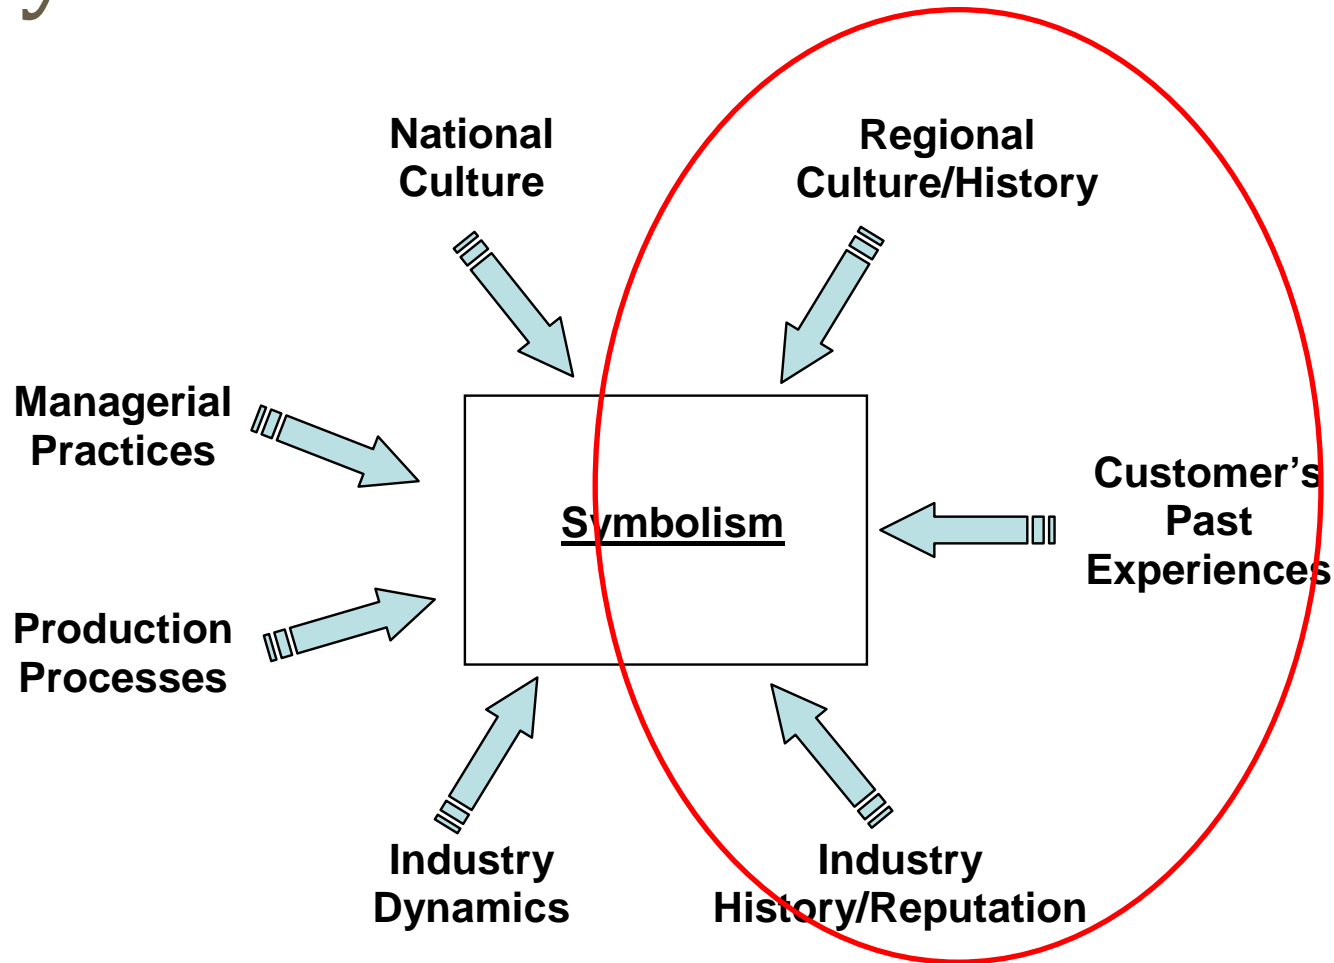 National
Culture
Regional
Culture/History
Managerial
Practices
Customer’s
Past
Experiences
Symbolism
Production
Processes
Industry
Dynamics
Industry
History/Reputation